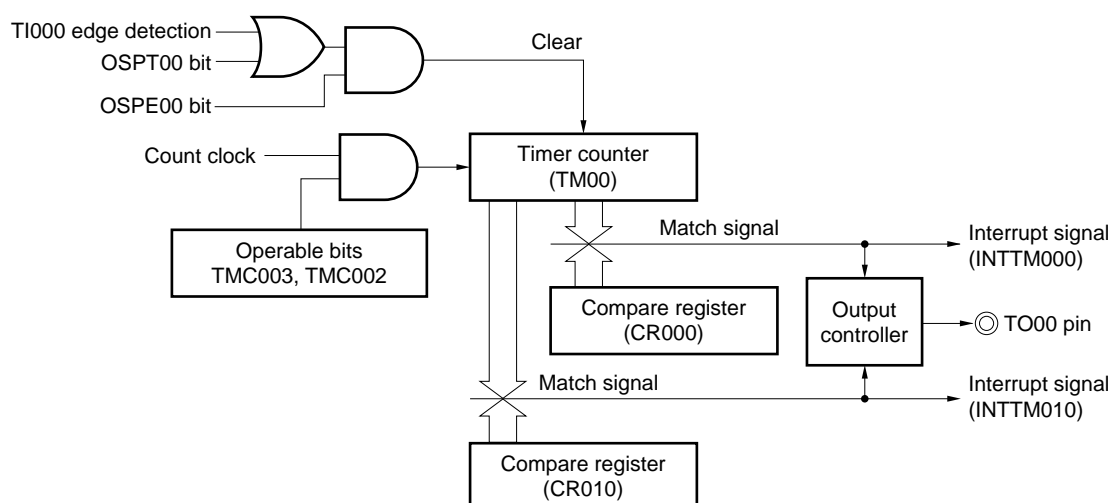 TI000 edge detection
OSPT00 bit
OSPE00 bit
Clear
Count clock
Timer counter
(TM00)
Operable bits
TMC003, TMC002
Match signal
Interrupt signal
(INTTM000)
Compare register
(CR000)
Output
controller
TO00 pin
Match signal
Interrupt signal
(INTTM010)
Compare register
(CR010)